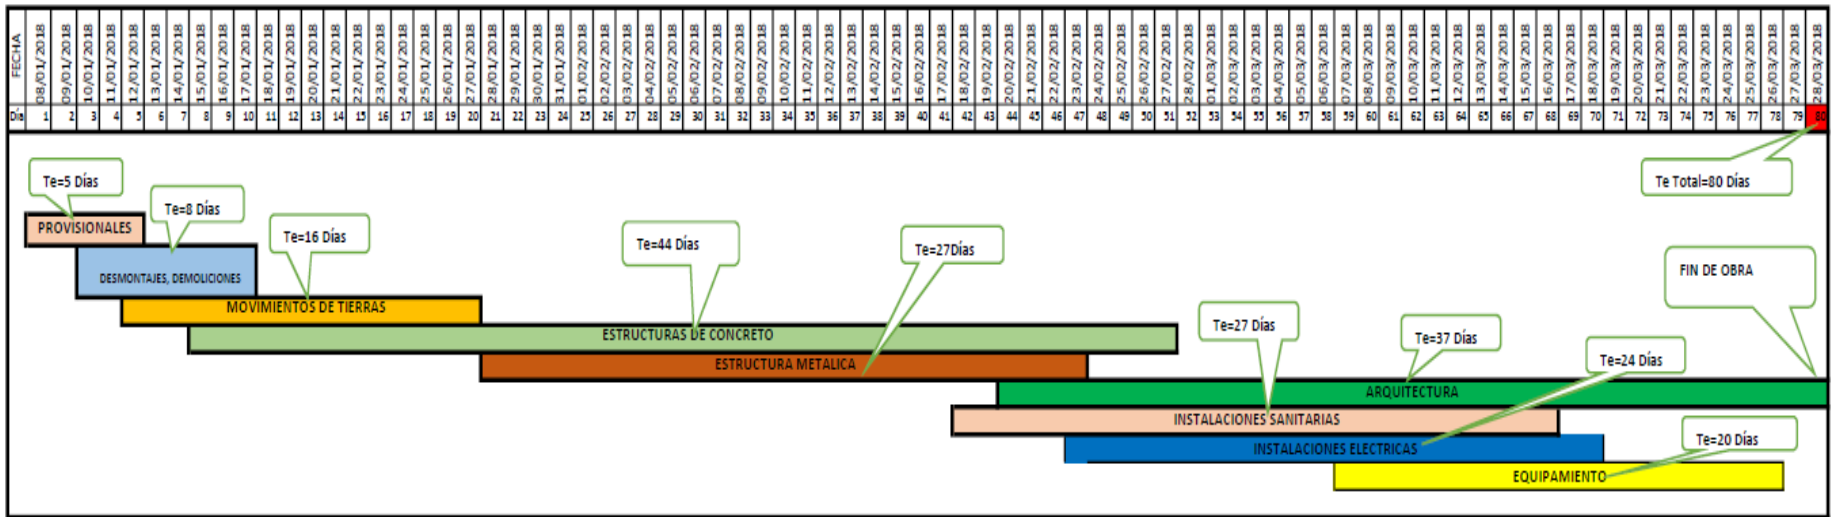 FECHA 08/01/2018 09/01/2018 10/01/2018 11/01/2018 12/01/2018 13/01/2018 14/01/2018 15/01/2018 16/01/2018 17/01/2018 18/01/2018 19/01/2018 20/01/2018 21/01/2018 22/01/2018 23/01/2018 24/01/2018 25/01/2018 26/01/2018 27/01/2018 28/01/2018 29/01/2018 30/01/2018 31/01/2018 01/02/2018 02/02/2018 03/02/2018 04/02/2018 05/02/2018 06/02/2018 07/02/2018 08/02/2018 09/02/2018 10/02/2018 11/02/2018 12/02/2018 13/02/2018 14/02/2018 15/02/2018 16/02/2018 17/02/2018 18/02/2018 19/02/2018 20/02/2018 21/02/2018 22/02/2018 23/02/2018 24/02/2018 25/02/2018 26/02/2018 27/02/2018 28/02/2018 01/03/2018 02/03/2018 03/03/2018 04/03/2018 05/03/2018 06/03/2018 07/03/2018 08/03/2018 09/03/2018 10/03/2018 11/03/2018 12/03/2018 13/03/2018 14/03/2018 15/03/2018 16/03/2018 17/03/2018 18/03/2018 19/03/2018 20/03/2018 21/03/2018 22/03/2018 23/03/2018 24/03/2018 25/03/2018 26/03/2018 27/03/2018 28/03/2018
Día 1 2 3 4 5 6 7 8 9 10 11 12 13 14 15 16 17 18 19 20 21 22 23 24 25 26 27 28 29 30 31 32 33 34 35 36 37 38 39 40 41 42 43 44 45 46 47 48 49 50 51 52 53 54 55 56 57 58 59 60 61 62 63 64 65 66 67 68 69 70 71 72 73 74 75 76 77 78 79 80
Te=5 Días
Te Total=80 Días
Te=8 Días
PROVISIONALES
Te=16 Días
Te=44 Días
Te=27Días
FIN DE OBRA
DESMONTAJES, DEMOLICIONES
MOVIMIENTOS DE TIERRAS
Te=27 Días
ESTRUCTURAS DE CONCRETO
Te=37 Días
Te=24 Días
ESTRUCTURA METALICA
ARQUITECTURA
INSTALACIONES SANITARIAS
Te=20 Días
INSTALACIONES ELECTRICAS
EQUIPAMIENTO